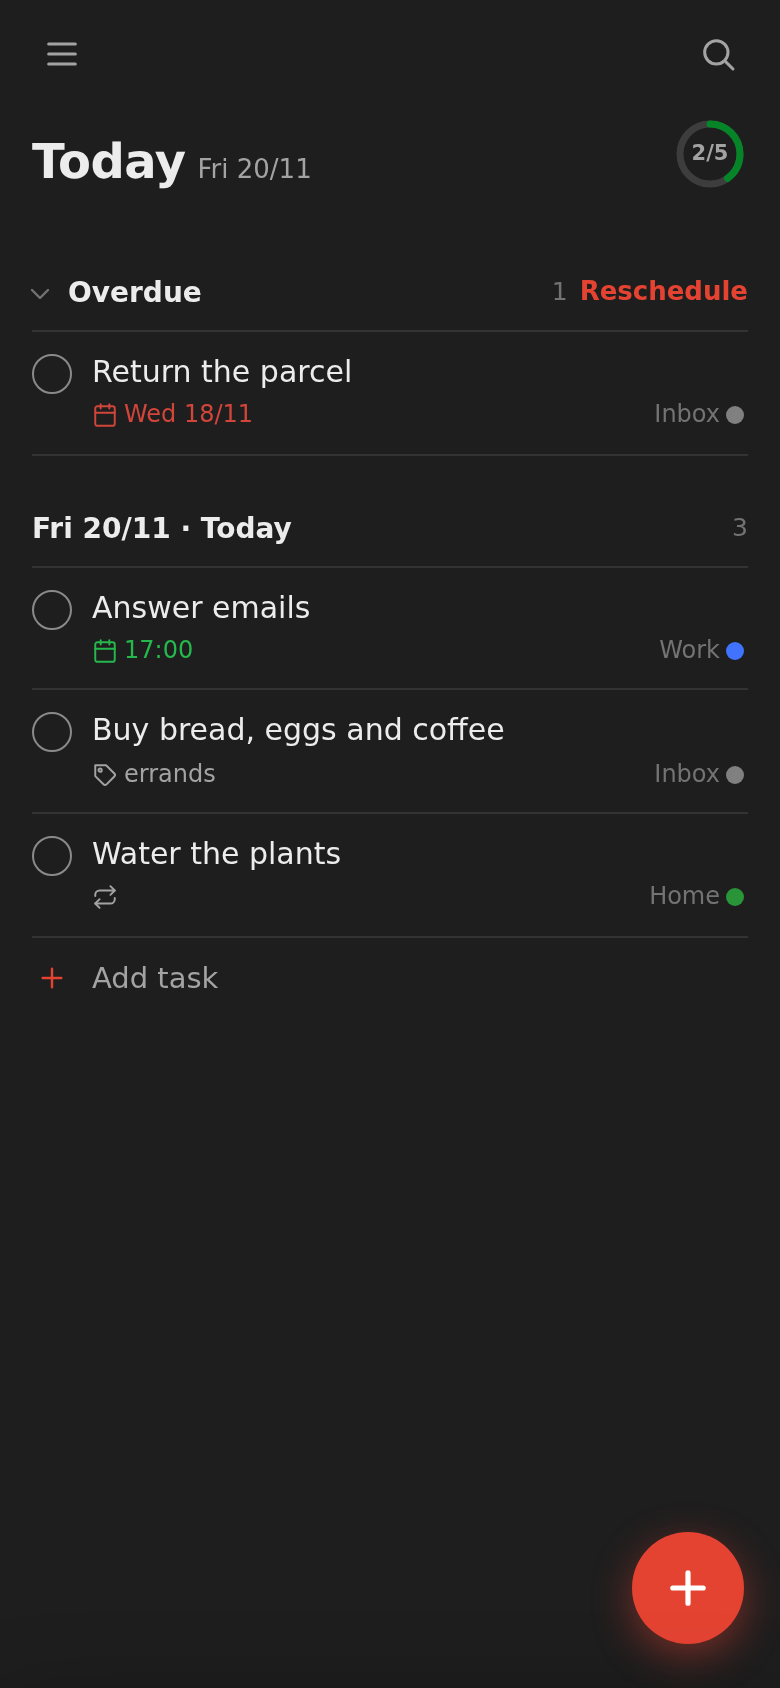 Today Fri 20/11
2/5
Overdue 1 Reschedule
Return the parcel
Wed 18/11 Inbox
Fri 20/11 · Today 3
Answer emails
17:00 Work
Buy bread, eggs and coffee
errands Inbox
Water the plants
Home
Add task